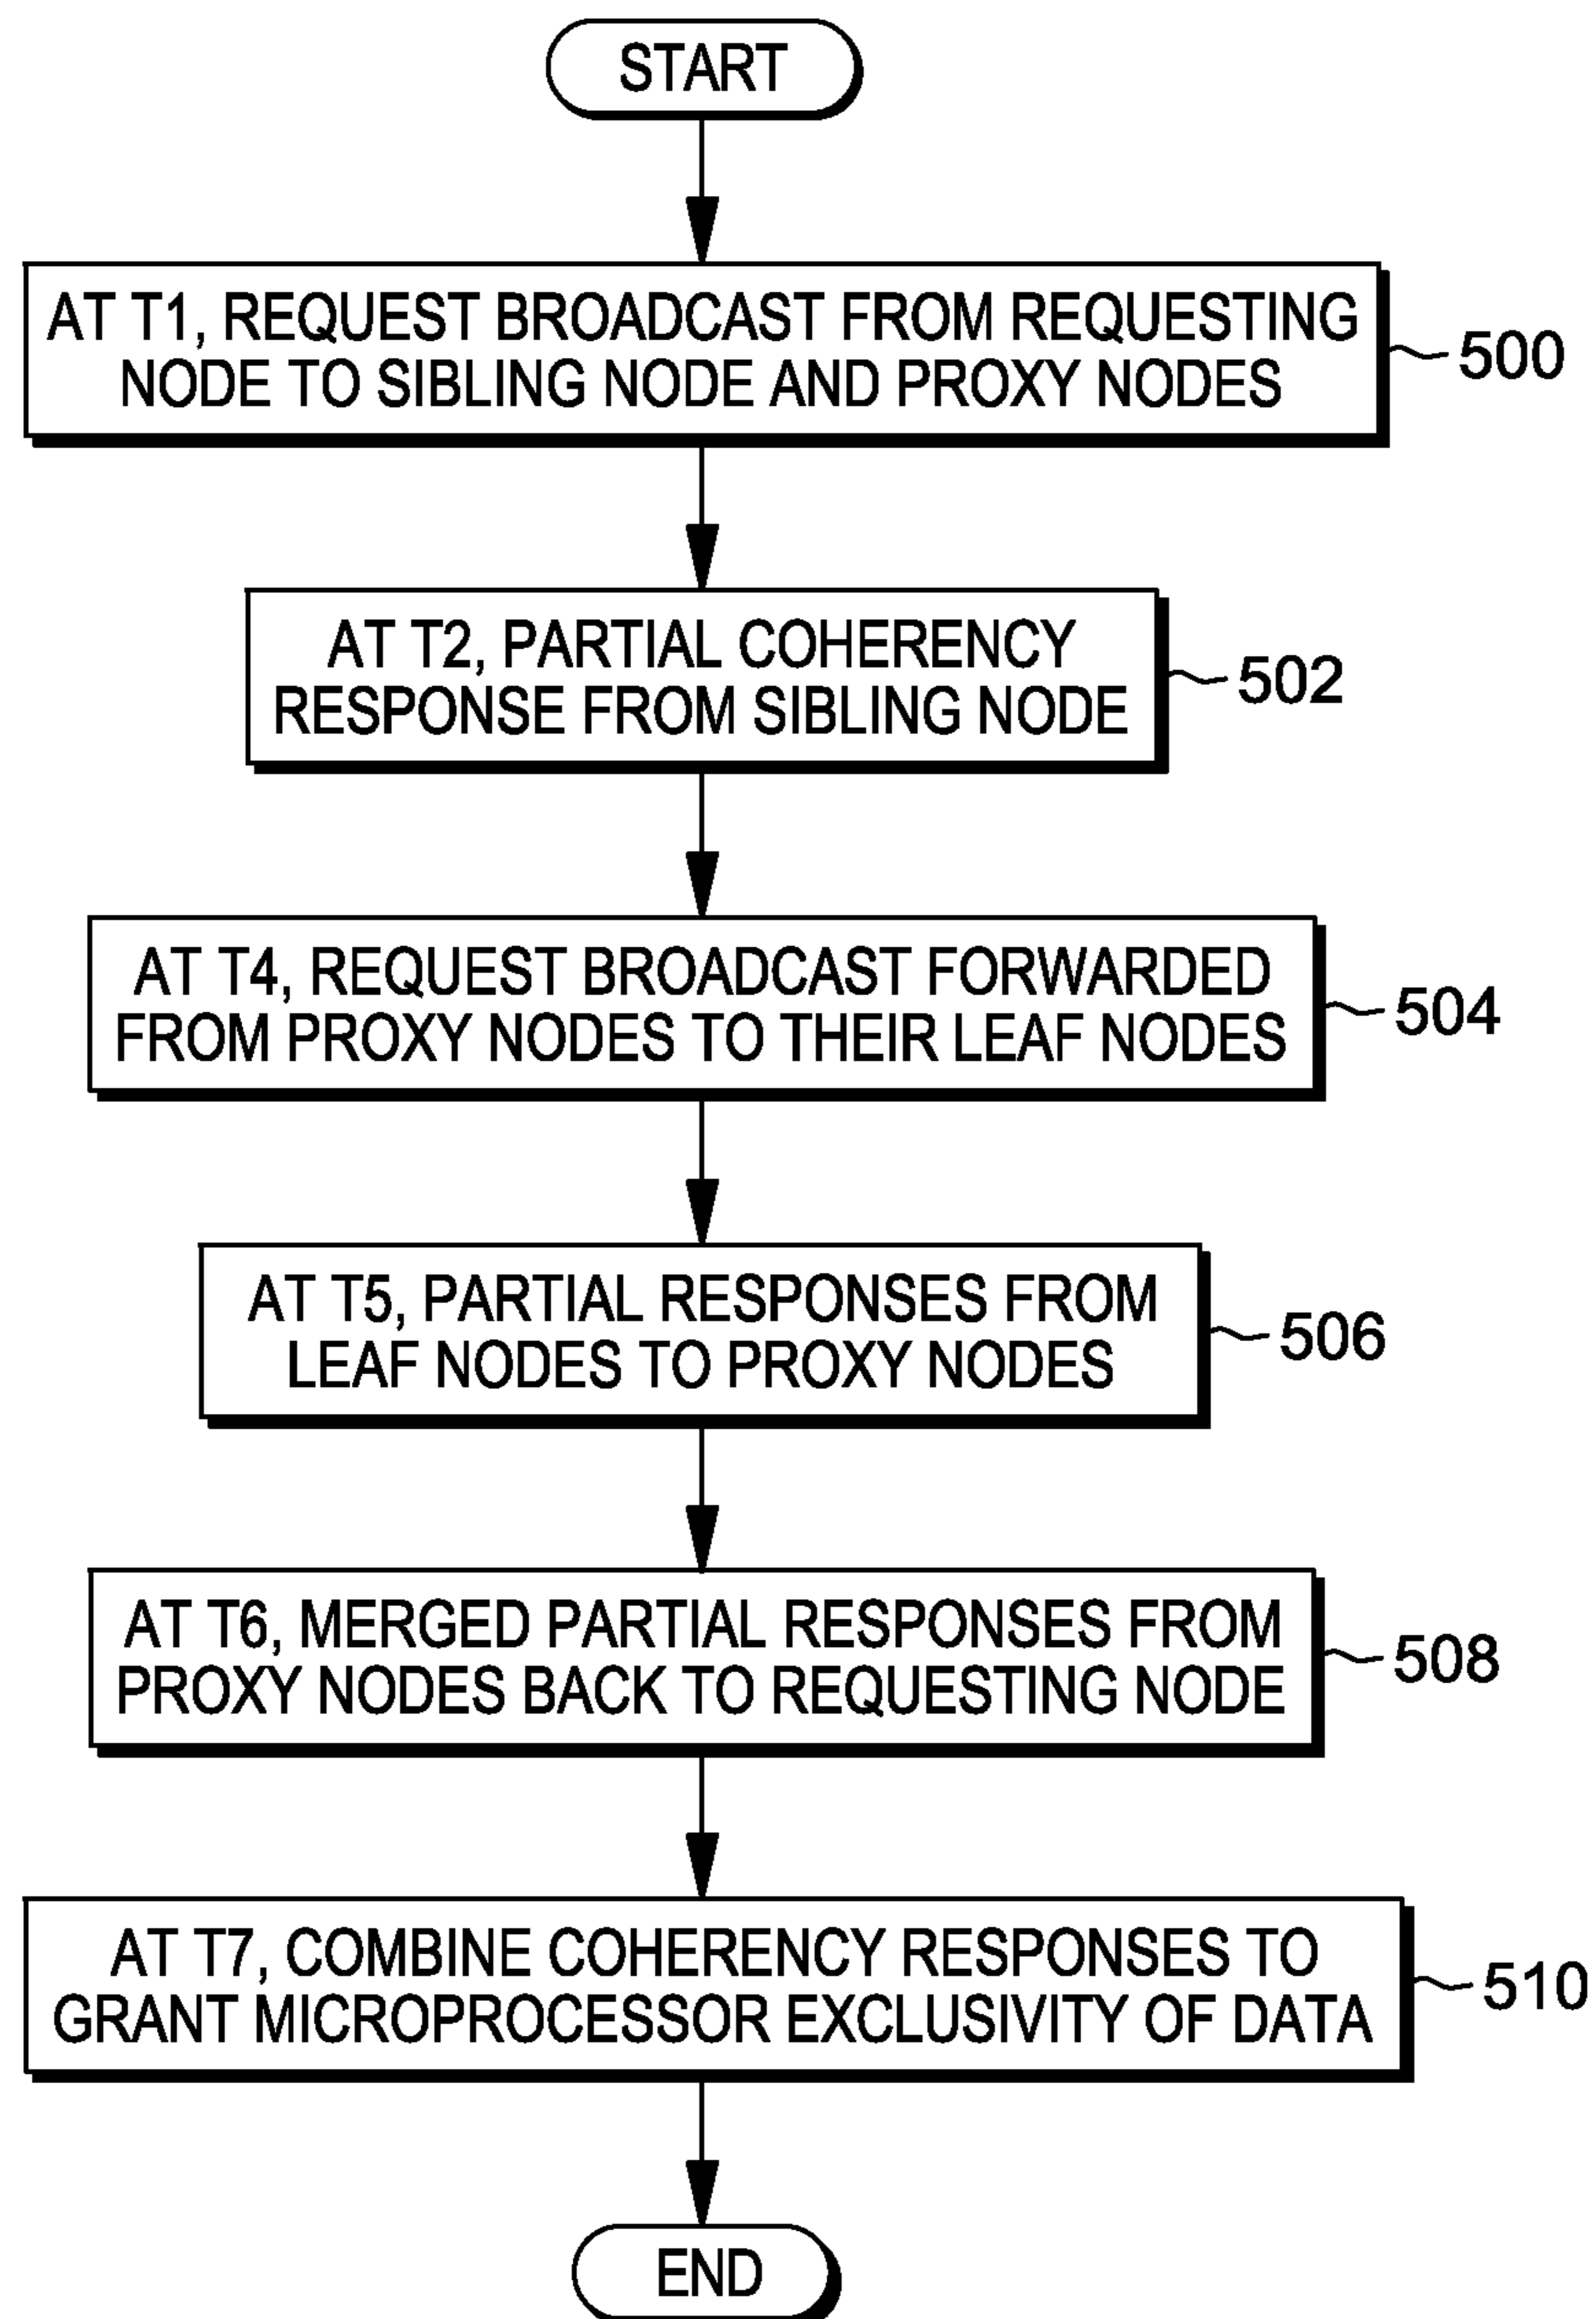 START
AT T1, REQUEST BROADCAST FROM REQUESTING
NODE TO SIBLING NODE AND PROXY NODES
500
AT T2, PARTIAL COHERENCY
RESPONSE FROM SIBLING NODE
502
AT T4, REQUEST BROADCAST FORWARDED
FROM PROXY NODES TO THEIR LEAF NODES
504
AT T5, PARTIAL RESPONSES FROM
LEAF NODES TO PROXY NODES
506
AT T6, MERGED PARTIAL RESPONSES FROM
PROXY NODES BACK TO REQUESTING NODE
508
AT T7, COMBINE COHERENCY RESPONSES TO
GRANT MICROPROCESSOR EXCLUSIVITY OF DATA
510
END